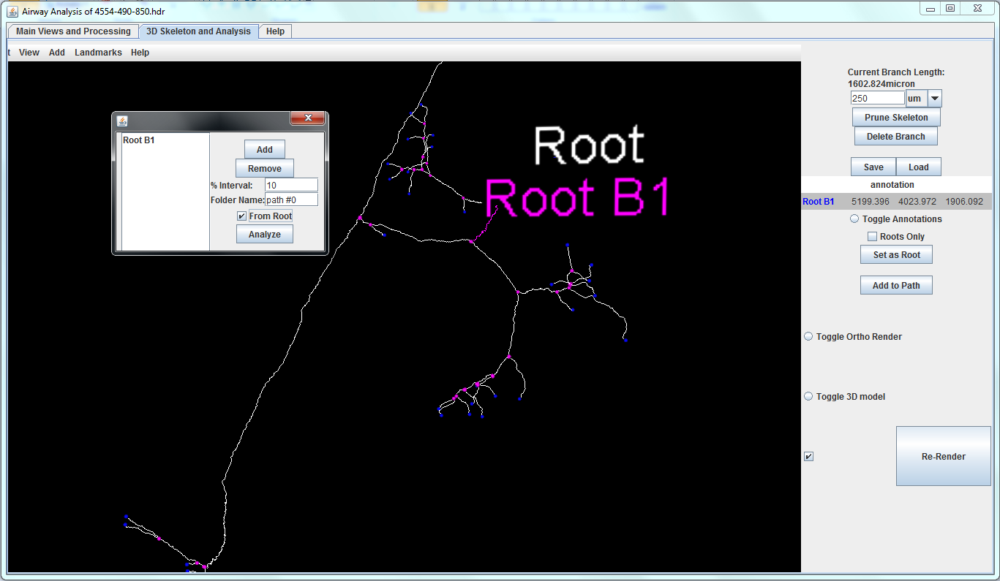 Airway Analysis of 4554-490-850.hdr
Main Views and Processing 3D Skeleton and Analysis Help
t View Add Landmarks Help
Root B1
Add
Remove
% Interval: 10
Folder Name: path #0
From Root
Analyze
Root
Root B1
Current Branch Length:
1602.824micron
250 um
Prune Skeleton
Delete Branch
Save Load
annotation
Root B1 5199.396 4023.972 1906.092
Toggle Annotations
Roots Only
Set as Root
Add to Path
Toggle Ortho Render
Toggle 3D model
Re-Render